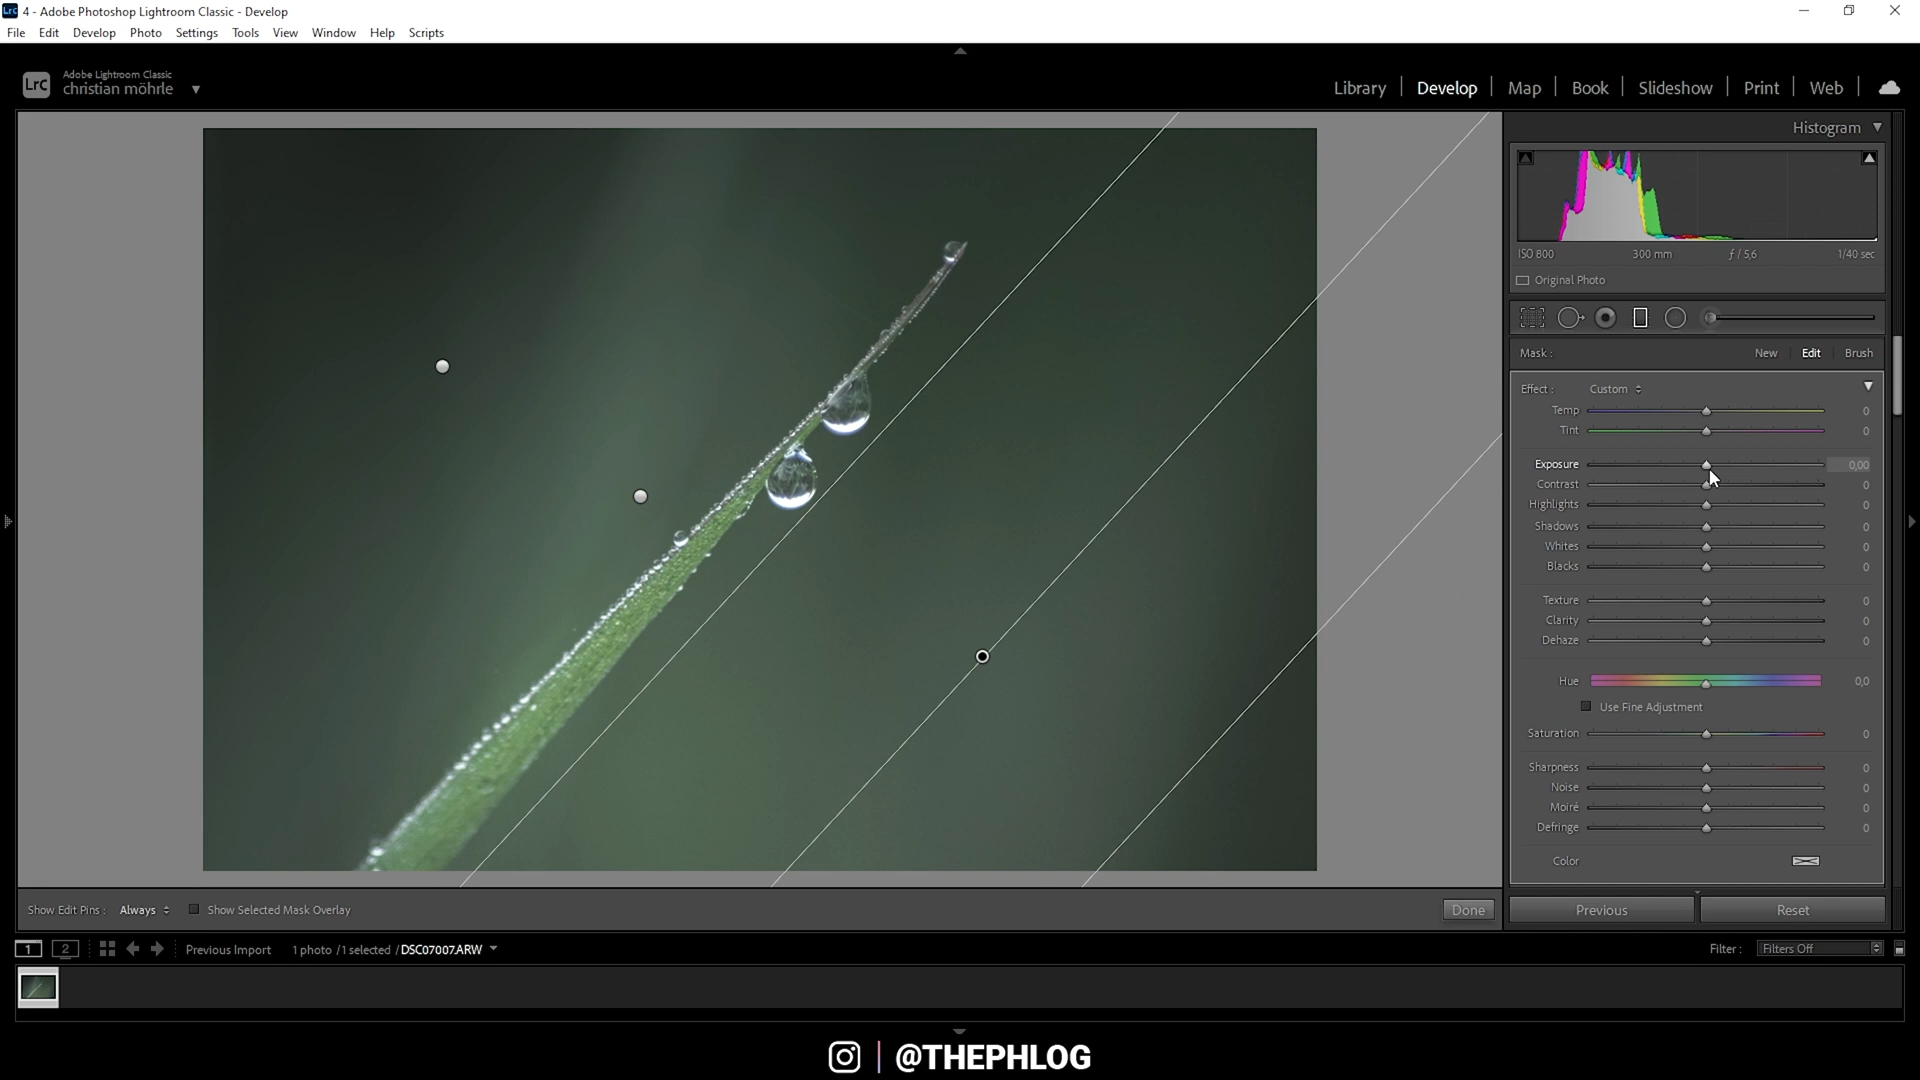 Lrc 4 - Adobe Photoshop Lightroom Classic - Develop
File Edit Develop Photo Settings Tools View Window Help Scripts
Lrc Adobe Lightroom Classic
christian möhrle
Library | Develop | Map | Book | Slideshow | Print | Web |
Histogram
ISO 800 300 mm f / 5,6 1/40 sec
Original Photo
Mask : New Edit Brush
Effect : Custom
Temp 0
Tint 0
Exposure 0,00
Contrast 0
Highlights 0
Shadows 0
Whites 0
Blacks 0
Texture 0
Clarity 0
Dehaze 0
Hue 0,0
Use Fine Adjustment
Saturation 0
Sharpness 0
Noise 0
Moiré 0
Defringe 0
Color
Show Edit Pins : Always Show Selected Mask Overlay Done
Previous Reset
1 2 Previous Import 1 photo / 1 selected / DSC07007.ARW Filter : Filters Off
| @THEPHLOG